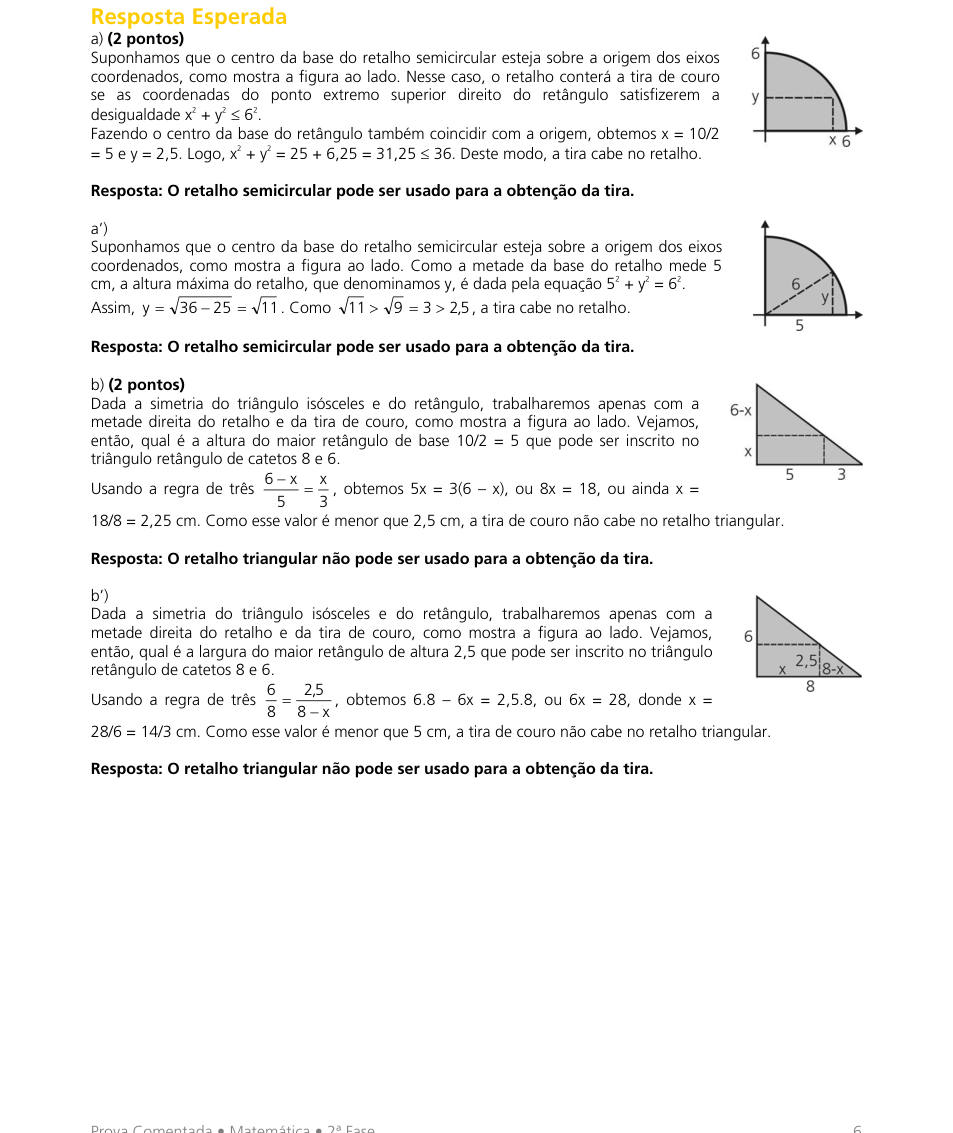 Resposta Esperada
a) (2 pontos)
Suponhamos que o centro da base do retalho semicircular esteja sobre a origem dos eixos
coordenados, como mostra a figura ao lado. Nesse caso, o retalho conterá a tira de couro
se as coordenadas do ponto extremo superior direito do retângulo satisfizerem a
desigualdade x² + y² ≤ 6².
Fazendo o centro da base do retângulo também coincidir com a origem, obtemos x = 10/2
= 5 e y = 2,5. Logo, x² + y² = 25 + 6,25 = 31,25 ≤ 36. Deste modo, a tira cabe no retalho.
6
y
x 6
Resposta: O retalho semicircular pode ser usado para a obtenção da tira.
a’)
Suponhamos que o centro da base do retalho semicircular esteja sobre a origem dos eixos
coordenados, como mostra a figura ao lado. Como a metade da base do retalho mede 5
cm, a altura máxima do retalho, que denominamos y, é dada pela equação 5² + y² = 6².
Assim, y = √36 – 25 = √11. Como √11 > √9 = 3 > 2,5, a tira cabe no retalho.
6
y
5
Resposta: O retalho semicircular pode ser usado para a obtenção da tira.
b) (2 pontos)
Dada a simetria do triângulo isósceles e do retângulo, trabalharemos apenas com a
metade direita do retalho e da tira de couro, como mostra a figura ao lado. Vejamos,
então, qual é a altura do maior retângulo de base 10/2 = 5 que pode ser inscrito no
triângulo retângulo de catetos 8 e 6.
Usando a regra de três (6 – x)/5 = x/3, obtemos 5x = 3(6 – x), ou 8x = 18, ou ainda x =
18/8 = 2,25 cm. Como esse valor é menor que 2,5 cm, a tira de couro não cabe no retalho triangular.
6-x
x
5 3
Resposta: O retalho triangular não pode ser usado para a obtenção da tira.
b’)
Dada a simetria do triângulo isósceles e do retângulo, trabalharemos apenas com a
metade direita do retalho e da tira de couro, como mostra a figura ao lado. Vejamos,
então, qual é a largura do maior retângulo de altura 2,5 que pode ser inscrito no triângulo
retângulo de catetos 8 e 6.
Usando a regra de três 6/8 = 2,5/(8 – x), obtemos 6.8 – 6x = 2,5.8, ou 6x = 28, donde x =
28/6 = 14/3 cm. Como esse valor é menor que 5 cm, a tira de couro não cabe no retalho triangular.
6
x 2,5 8-x
8
Resposta: O retalho triangular não pode ser usado para a obtenção da tira.
Prova Comentada • Matemática • 2ª Fase 6